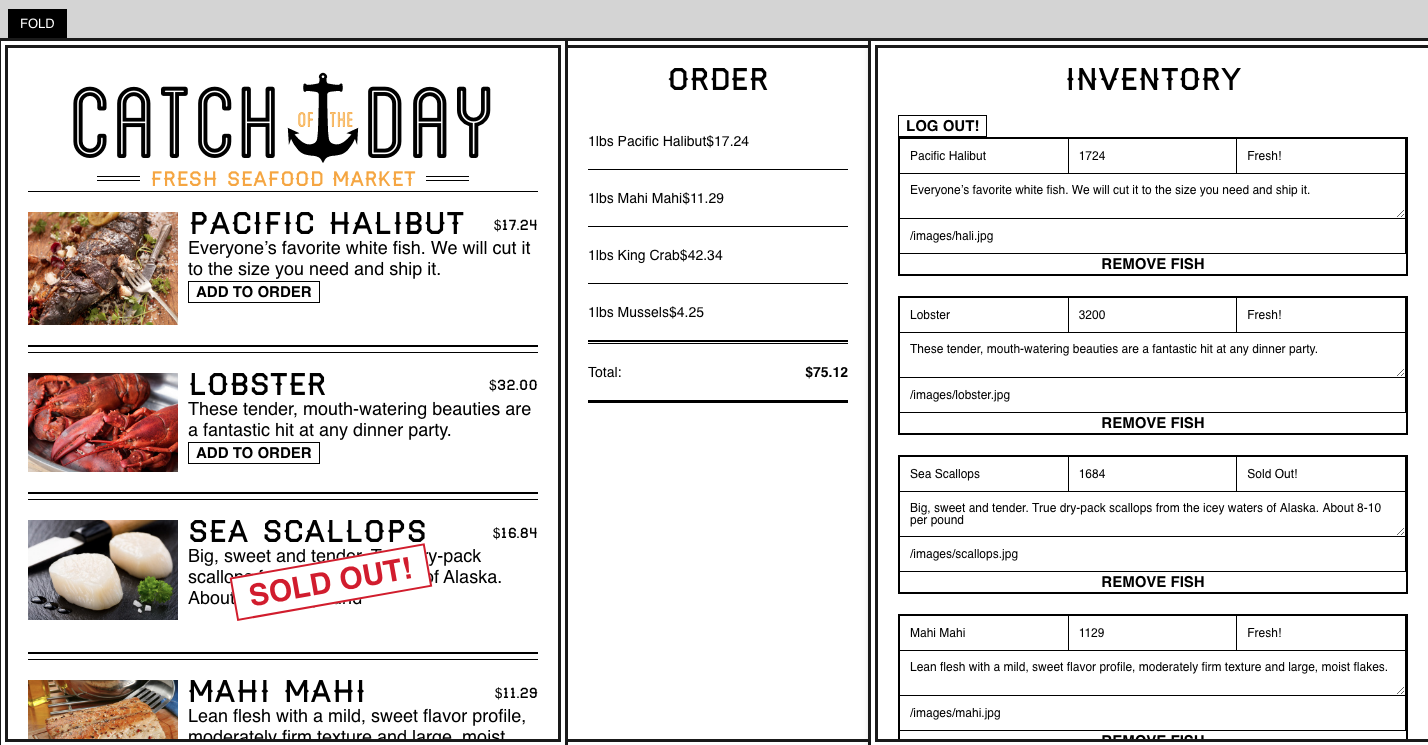 FOLD
CATCH OF THE DAY
FRESH SEAFOOD MARKET
PACIFIC HALIBUT $17.24
Everyone’s favorite white fish. We will cut it
to the size you need and ship it.
ADD TO ORDER
LOBSTER $32.00
These tender, mouth-watering beauties are
a fantastic hit at any dinner party.
ADD TO ORDER
SEA SCALLOPS $16.84
Big, sweet and tender.
of Alaska.
About
SOLD OUT!
MAHI MAHI $11.29
Lean flesh with a mild, sweet flavor profile,
moderately firm texture and large, moist
ORDER
1lbs Pacific Halibut$17.24
1lbs Mahi Mahi$11.29
1lbs King Crab$42.34
1lbs Mussels$4.25
Total: $75.12
INVENTORY
LOG OUT!
Pacific Halibut 1724 Fresh!
Everyone’s favorite white fish. We will cut it to the size you need and ship it.
/images/hali.jpg
REMOVE FISH
Lobster 3200 Fresh!
These tender, mouth-watering beauties are a fantastic hit at any dinner party.
/images/lobster.jpg
REMOVE FISH
Sea Scallops 1684 Sold Out!
Big, sweet and tender. True dry-pack scallops from the icey waters of Alaska. About 8-10
per pound
/images/scallops.jpg
REMOVE FISH
Mahi Mahi 1129 Fresh!
Lean flesh with a mild, sweet flavor profile, moderately firm texture and large, moist flakes.
/images/mahi.jpg
REMOVE FISH